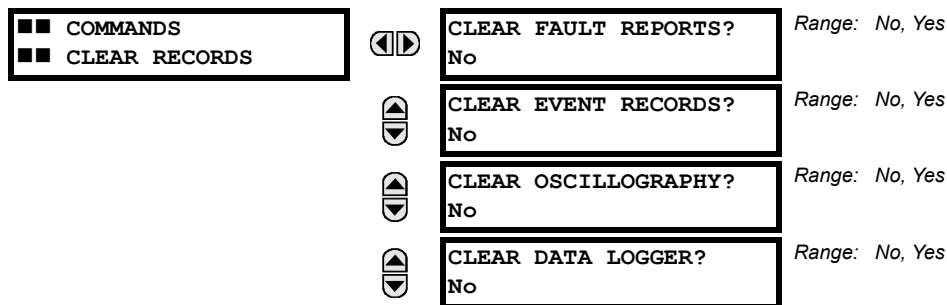 COMMANDS
CLEAR RECORDS
CLEAR FAULT REPORTS?
No
Range: No, Yes
CLEAR EVENT RECORDS?
No
Range: No, Yes
CLEAR OSCILLOGRAPHY?
No
Range: No, Yes
CLEAR DATA LOGGER?
No
Range: No, Yes